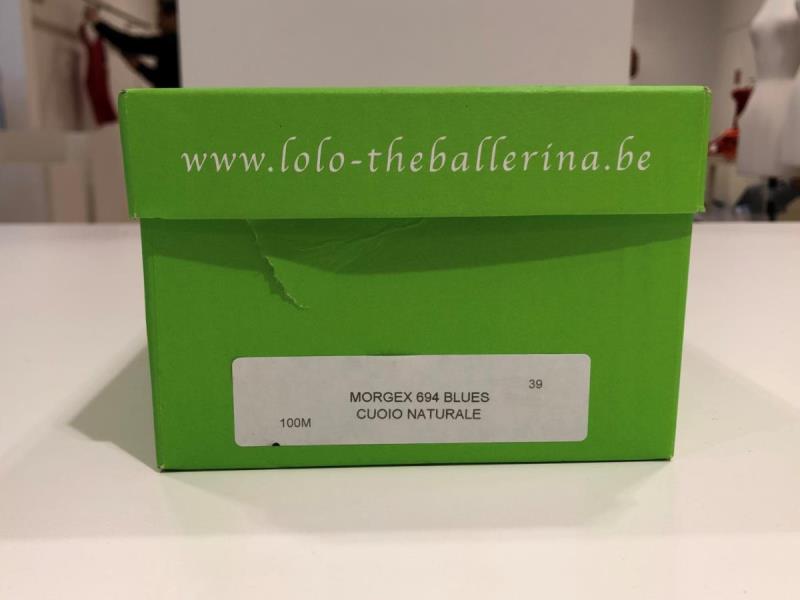 www.lolo-theballerina.be
39
MORGEX 694 BLUES
CUOIO NATURALE
100M